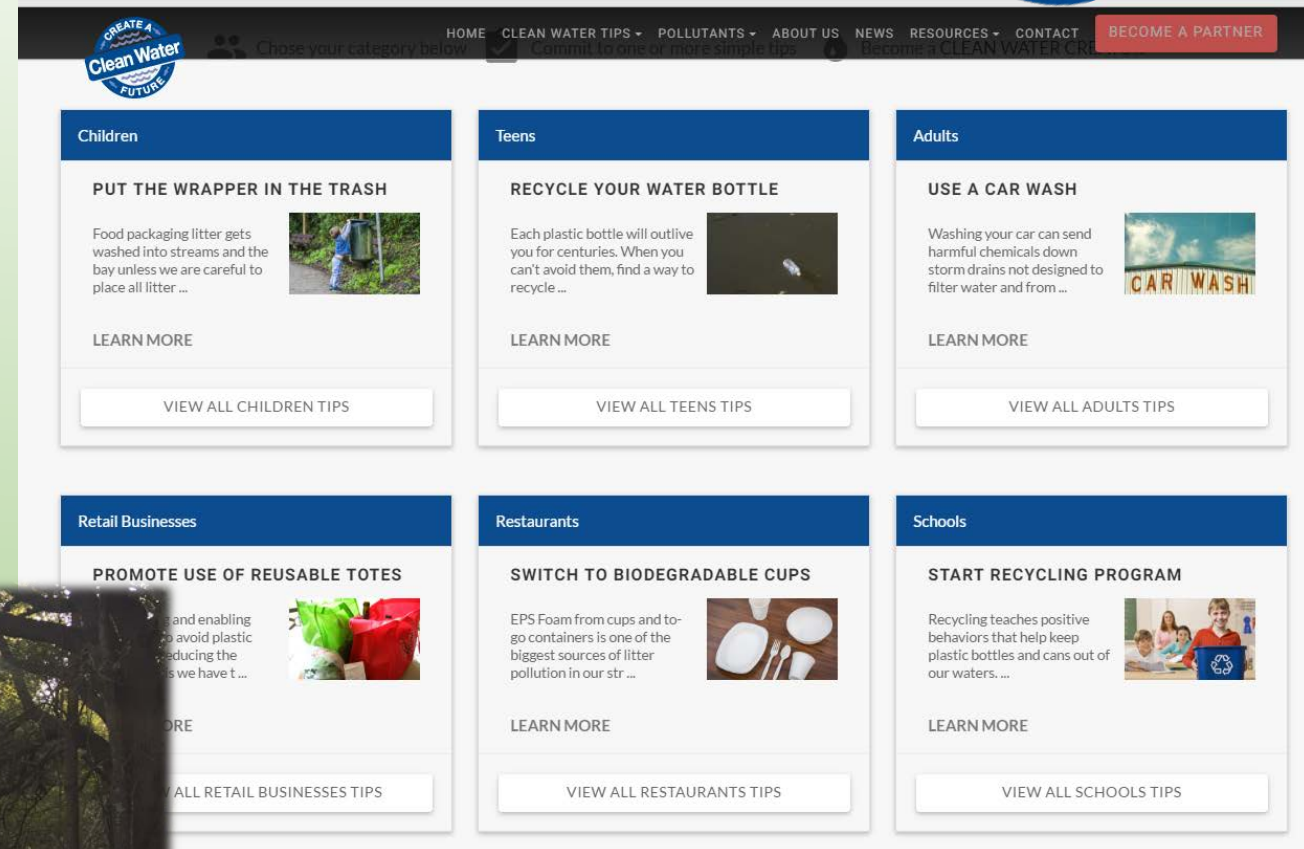 CREATE A
Clean Water
FUTURE
HOME CLEAN WATER TIPS POLLUTANTS ABOUT US NEWS RESOURCES CONTACT BECOME A PARTNER
Chose your category below Commit to one or more simple tips Become a CLEAN WATER
Children
PUT THE WRAPPER IN THE TRASH
Food packaging litter gets
washed into streams and the
bay unless we are careful to
place all litter ...
LEARN MORE
VIEW ALL CHILDREN TIPS
Teens
RECYCLE YOUR WATER BOTTLE
Each plastic bottle will outlive
you for centuries. When you
can't avoid them, find a way to
recycle ...
LEARN MORE
VIEW ALL TEENS TIPS
Adults
USE A CAR WASH
Washing your car can send
harmful chemicals down
storm drains not designed to
filter water and from ...
CAR WASH
LEARN MORE
VIEW ALL ADULTS TIPS
Retail Businesses
PROMOTE USE OF REUSABLE TOTES
and enabling
avoid plastic
educing the
s we have t ...
ORE
ALL RETAIL BUSINESSES TIPS
Restaurants
SWITCH TO BIODEGRADABLE CUPS
EPS Foam from cups and to-
go containers is one of the
biggest sources of litter
pollution in our str ...
LEARN MORE
VIEW ALL RESTAURANTS TIPS
Schools
START RECYCLING PROGRAM
Recycling teaches positive
behaviors that help keep
plastic bottles and cans out of
our waters. ...
LEARN MORE
VIEW ALL SCHOOLS TIPS